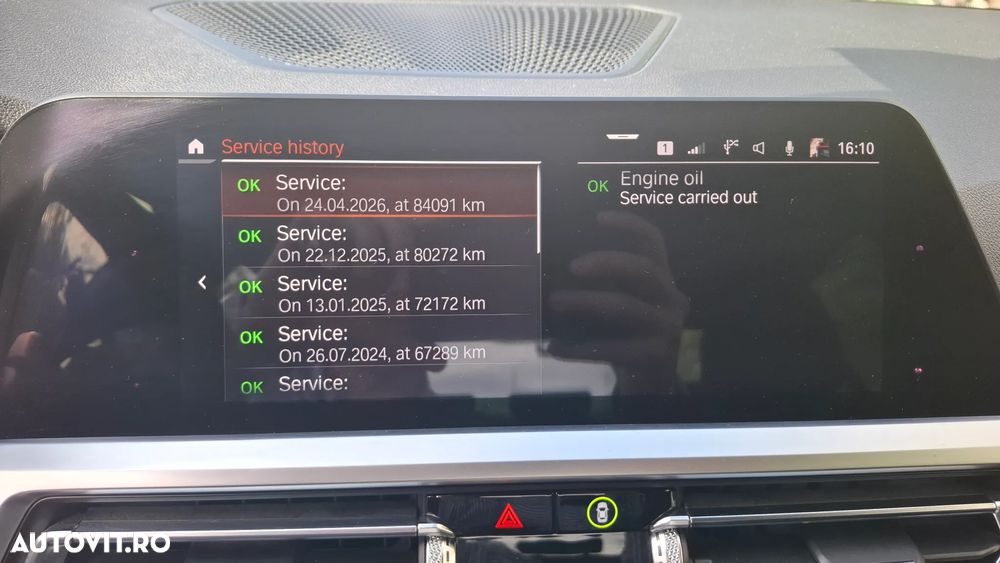 Service history
1
16:10
OK Service:
On 24.04.2026, at 84091 km
OK Service:
On 22.12.2025, at 80272 km
OK Service:
On 13.01.2025, at 72172 km
OK Service:
On 26.07.2024, at 67289 km
OK Service:
OK Engine oil
Service carried out
AUTOVIT.RO